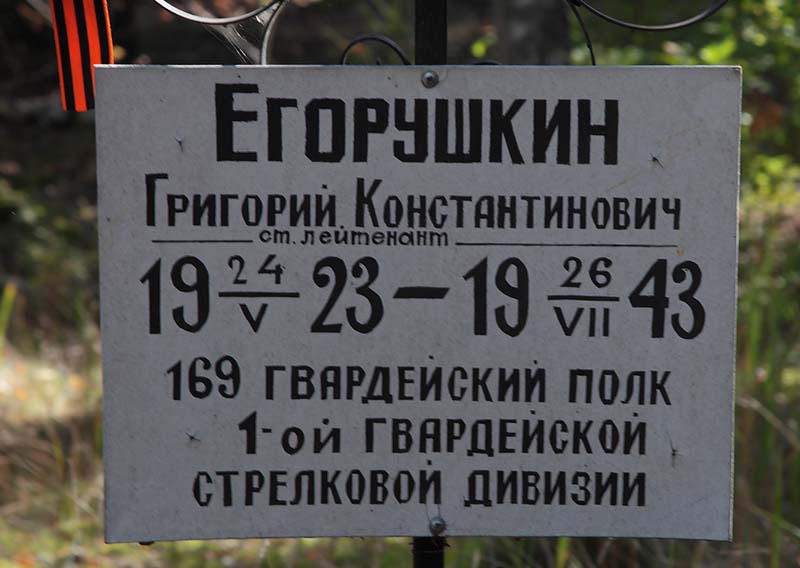 ЕГОРУШКИН
ГРИГОРИЙ КОНСТАНТИНОВИЧ
ст. лейтенант
19 24/V 23 — 19 26/VII 43
169 ГВАРДЕЙСКИЙ ПОЛК
1-ОЙ ГВАРДЕЙСКОЙ
СТРЕЛКОВОЙ ДИВИЗИИ